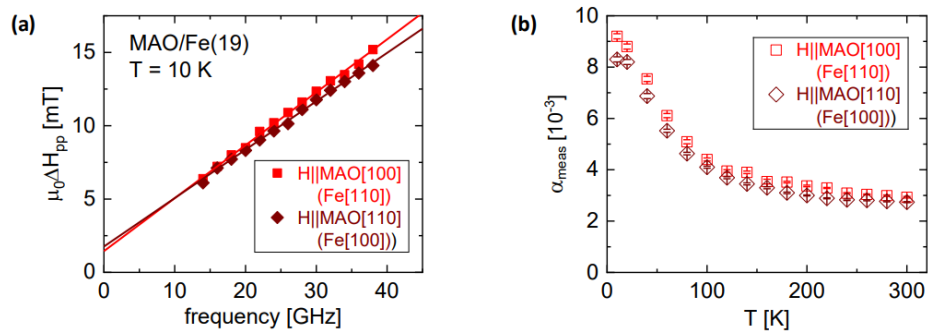 (a)
MAO/Fe(19)
T = 10 K
μ₀ΔHpp [mT]
15
10
5
0
H||MAO[100]
(Fe[110])
H||MAO[110]
(Fe[100]))
0 10 20 30 40
frequency [GHz]
(b)
αmeas [10⁻³]
10
8
6
4
2
0
H||MAO[100]
(Fe[110])
H||MAO[110]
(Fe[100]))
0 100 200 300
T [K]